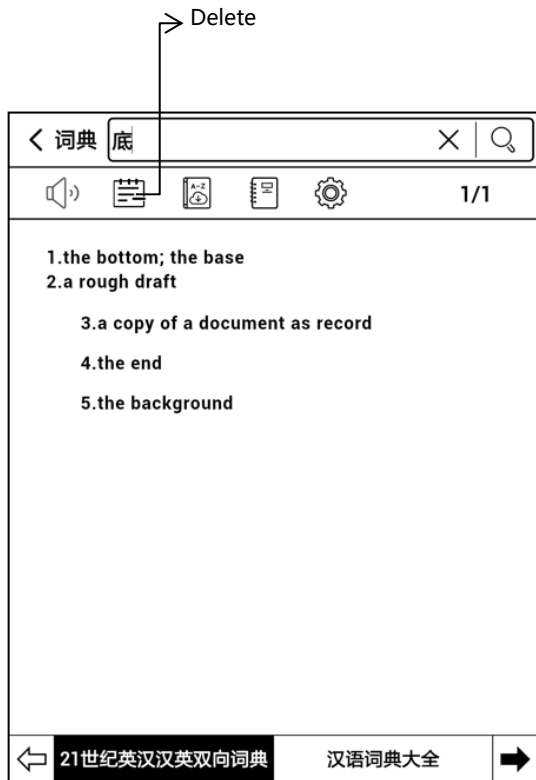 Delete
词典 底
A-Z
1/1
1.the bottom; the base
2.a rough draft
3.a copy of a document as record
4.the end
5.the background
21世纪英汉汉英双向词典 汉语词典大全